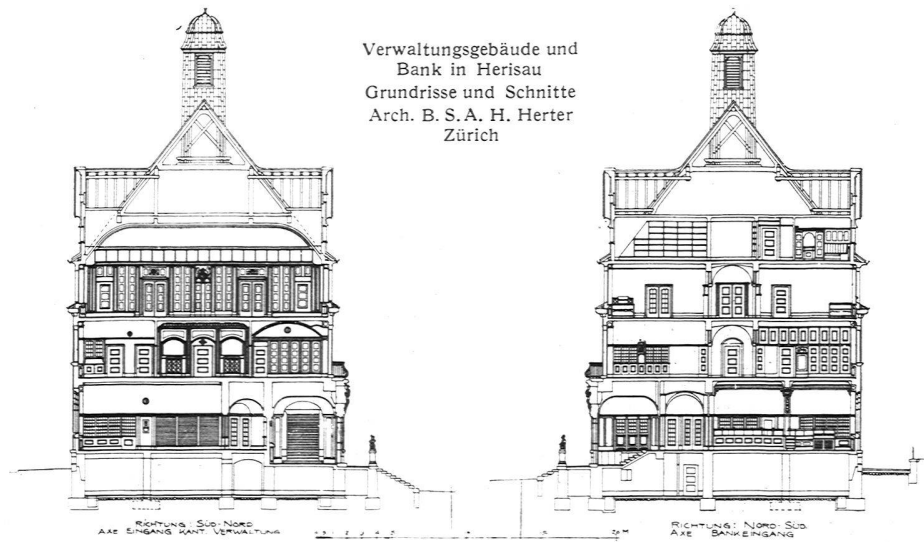 Verwaltungsgebäude und
Bank in Herisau
Grundrisse und Schnitte
Arch. B. S. A. H. Herter
Zürich
RICHTUNG: SÜD-NORD
AXE EINGANG KANT. VERWALTUNG
RICHTUNG: NORD-SÜD.
AXE BANKEINGANG